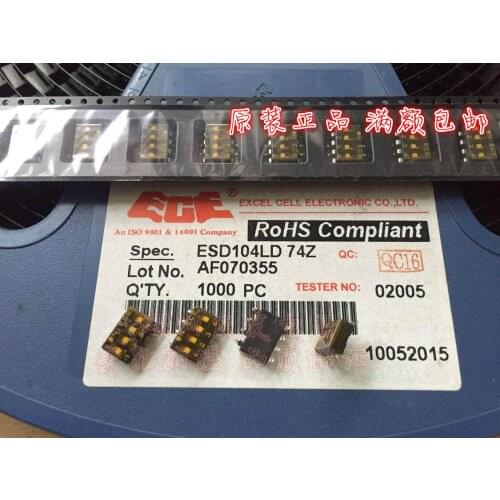 原装正品 满额包邮
ECE ® EXCEL CELL ELECTRONIC CO.,LTD.
An ISO 9001 & 14001 Company
RoHS Compliant
Spec. ESD104LD 74Z QC: QC16
Lot No. AF070355
Q'TY. 1000 PC TESTER NO: 02005
10052015